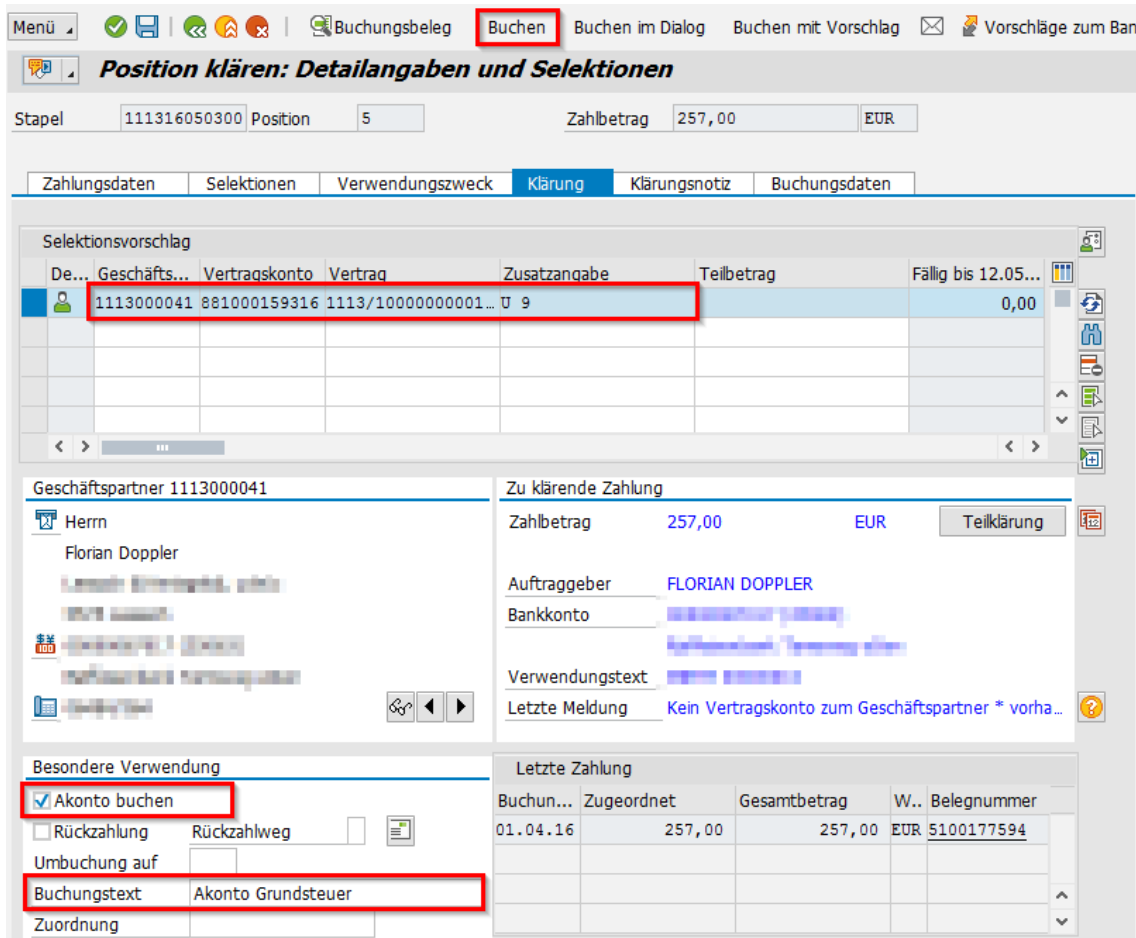 Menü Buchungsbeleg Buchen Buchen im Dialog Buchen mit Vorschlag Vorschläge zum Ban
Position klären: Detailangaben und Selektionen
Stapel 111316050300 Position 5 Zahlbetrag 257,00 EUR
Zahlungsdaten Selektionen Verwendungszweck Klärung Klärungsnotiz Buchungsdaten
Selektionsvorschlag
De... Geschäfts... Vertragskonto Vertrag Zusatzangabe Teilbetrag Fällig bis 12.05...
1113000041 881000159316 1113/10000000001... U 9 0,00
Geschäftspartner 1113000041
Herrn
Florian Doppler
Zu klärende Zahlung
Zahlbetrag 257,00 EUR Teilklärung
Auftraggeber FLORIAN DOPPLER
Bankkonto
Verwendungstext
Letzte Meldung Kein Vertragskonto zum Geschäftspartner * vorha...
Besondere Verwendung
Akonto buchen
Rückzahlung Rückzahlweg
Umbuchung auf
Buchungstext Akonto Grundsteuer
Zuordnung
Letzte Zahlung
Buchun... Zugeordnet Gesamtbetrag W.. Belegnummer
01.04.16 257,00 257,00 EUR 5100177594